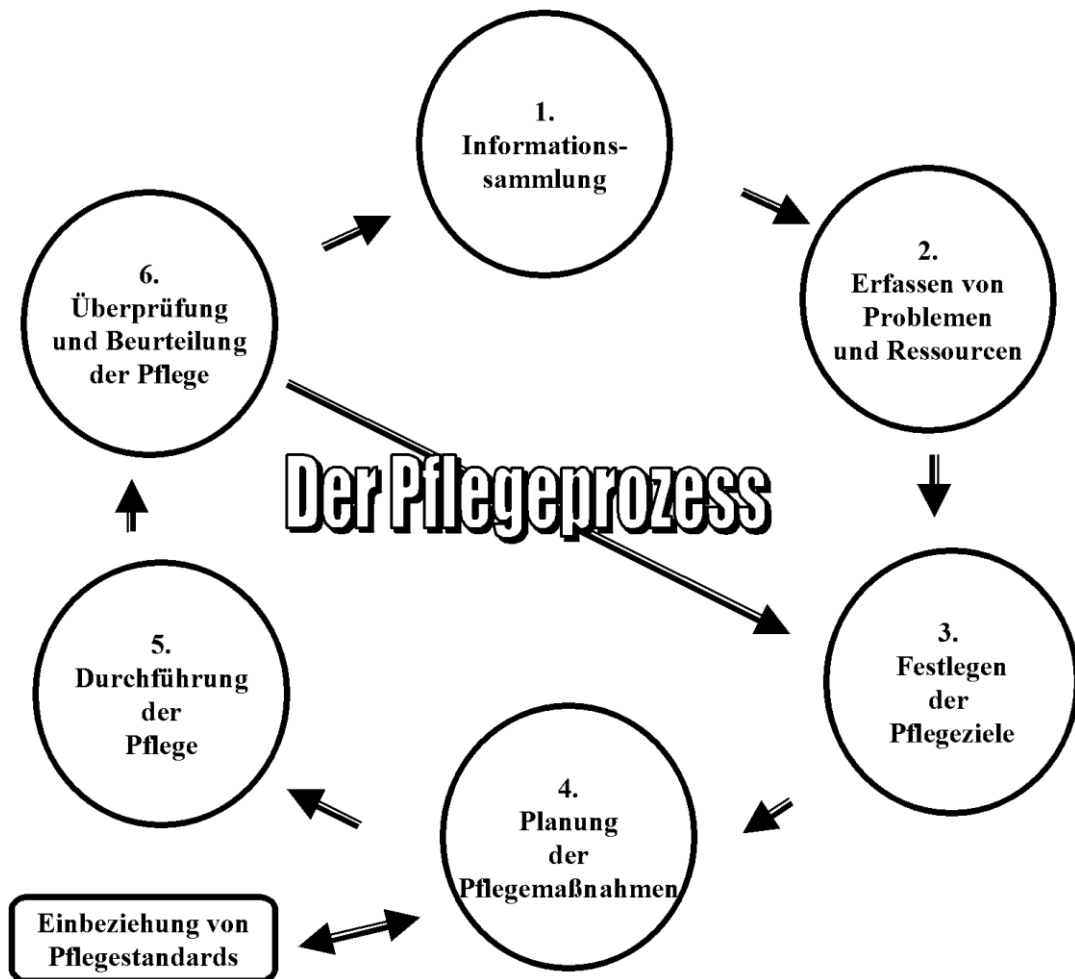 1.
Informations-
sammlung
2.
Erfassen von
Problemen
und Ressourcen
3.
Festlegen
der
Pflegeziele
4.
Planung
der
Pflegemaßnahmen
Einbeziehung von
Pflegestandards
5.
Durchführung
der
Pflege
6.
Überprüfung
und Beurteilung
der Pflege
Der Pflegeprozess